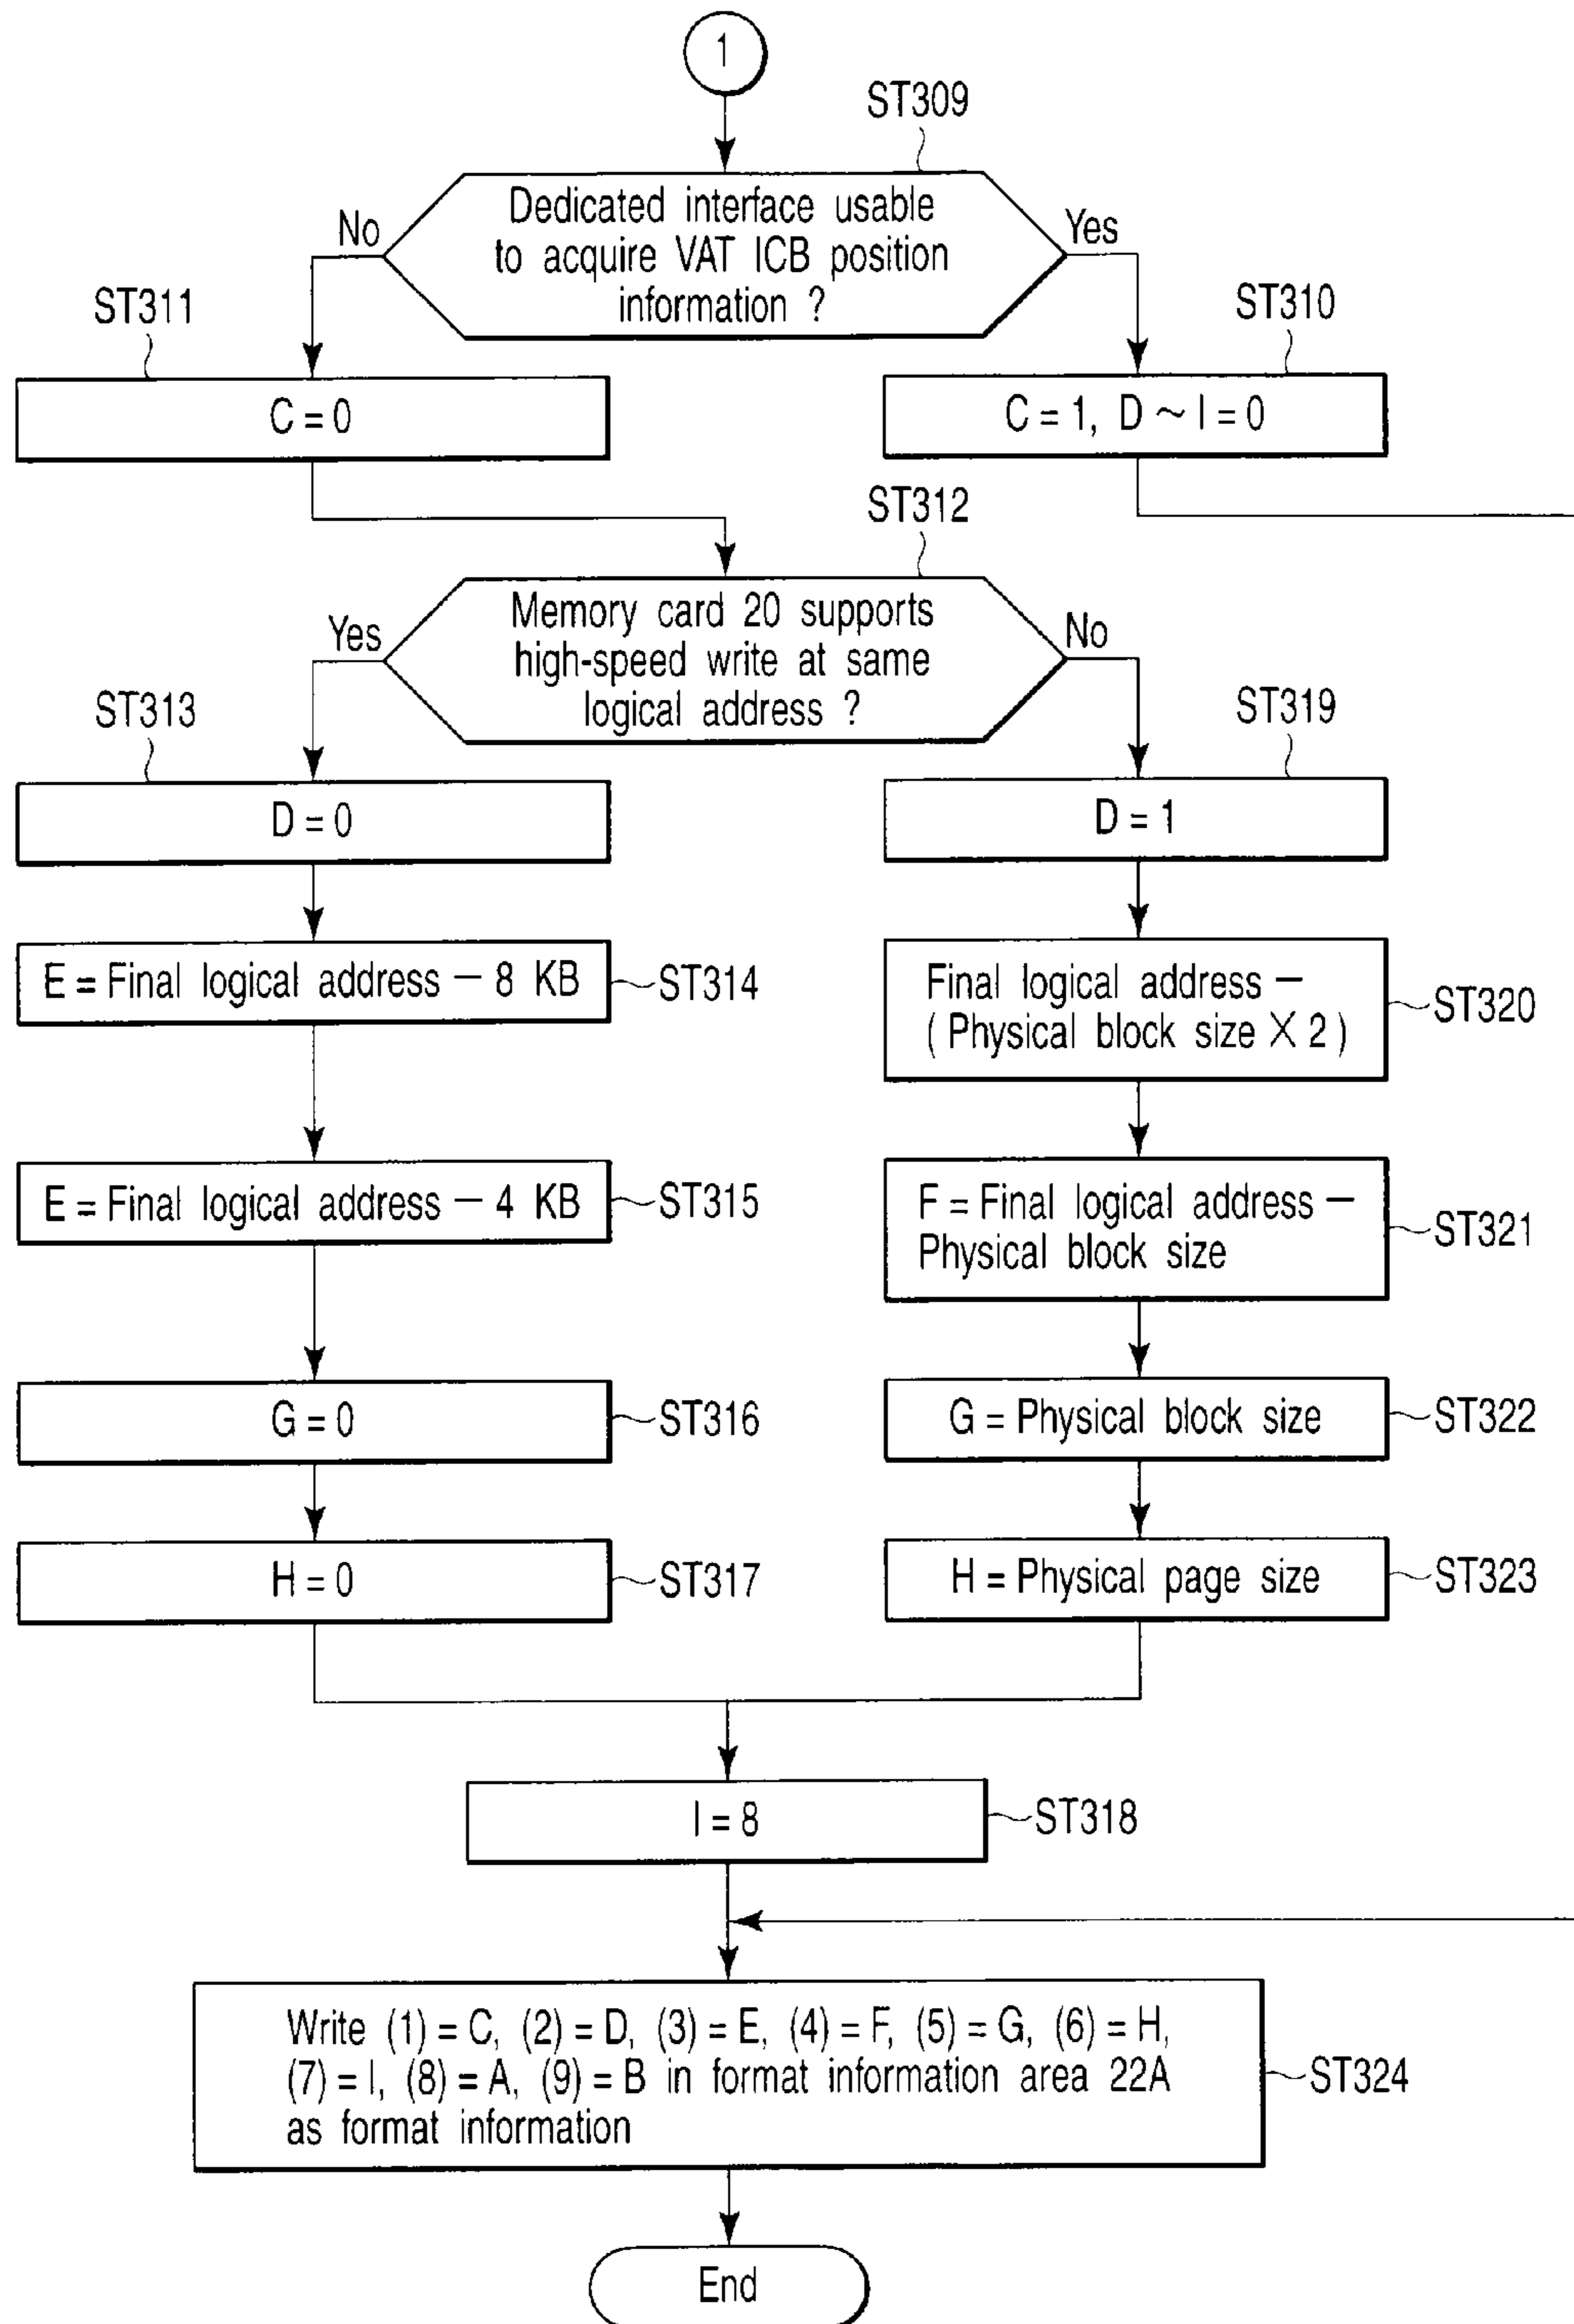 1
ST309
Dedicated interface usable
to acquire VAT ICB position
information ?
No
Yes
ST311
ST310
C = 0
C = 1, D ~ I = 0
ST312
Memory card 20 supports
high-speed write at same
logical address ?
Yes
No
ST313
ST319
D = 0
D = 1
E = Final logical address − 8 KB
ST314
Final logical address −
( Physical block size X 2 )
ST320
E = Final logical address − 4 KB
ST315
F = Final logical address −
Physical block size
ST321
G = 0
ST316
G = Physical block size
ST322
H = 0
ST317
H = Physical page size
ST323
I = 8
ST318
Write (1) = C, (2) = D, (3) = E, (4) = F, (5) = G, (6) = H,
(7) = I, (8) = A, (9) = B in format information area 22A
as format information
ST324
End